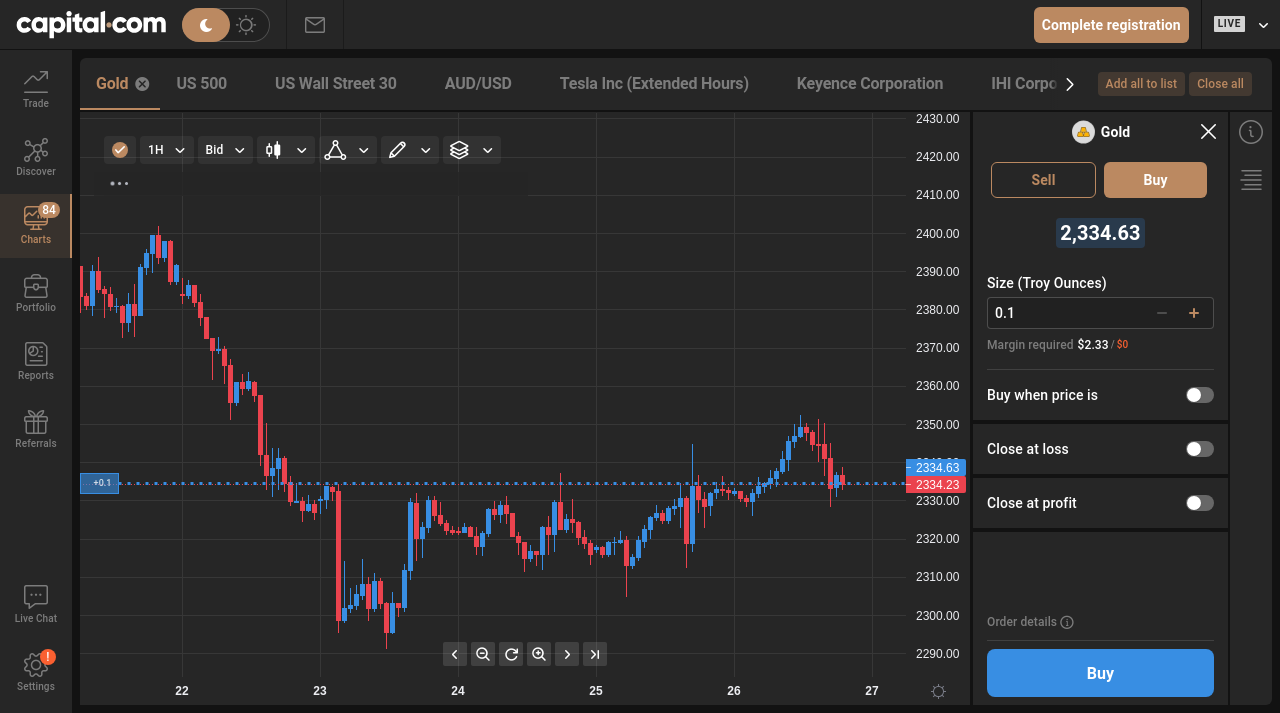 capital.com
Complete registration
LIVE
Trade
Discover
84
Charts
Portfolio
Reports
Referrals
Live Chat
!
Settings
Gold
US 500
US Wall Street 30
AUD/USD
Tesla Inc (Extended Hours)
Keyence Corporation
IHI Corpo
Add all to list
Close all
1H
Bid
2430.00
2420.00
2410.00
2400.00
2390.00
2380.00
2370.00
2360.00
2350.00
2334.63
2334.23
2330.00
2320.00
2310.00
2300.00
2290.00
+0.1
22
23
24
25
26
27
Gold
Sell
Buy
2,334.63
Size (Troy Ounces)
0.1
Margin required $2.33 / $0
Buy when price is
Close at loss
Close at profit
Order details
Buy